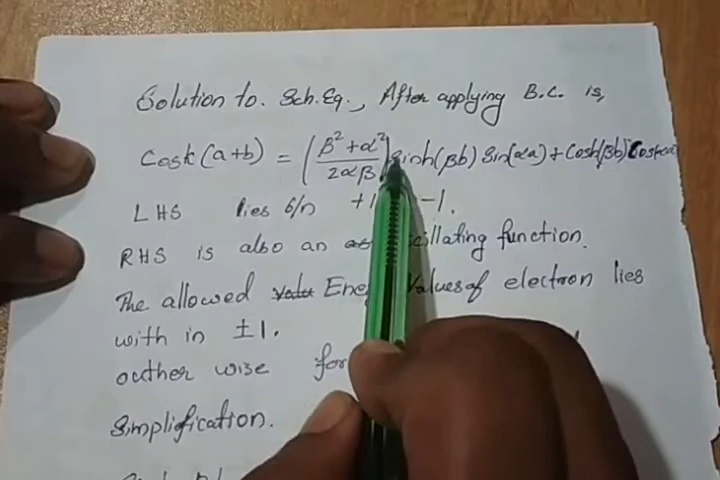 Solution to. Sch. Eq., After applying B.C. is,
Cosk(a+b) = (β²+α² / 2αβ) Sinh(βb) Sin(αa) + Cosh(βb) Cosαa
LHS lies b/n +1 -1.
RHS is also an oscillating function.
The allowed Energy Values of electron lies
with in ±1.
outher wise
Simplification.